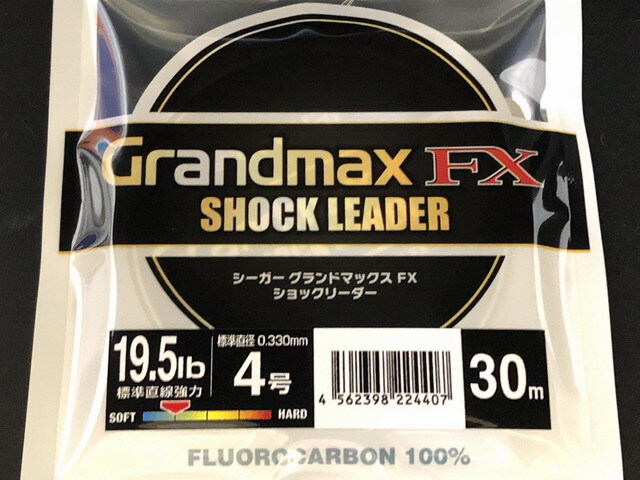 Grandmax FX
SHOCK LEADER
シーガー グランドマックス FX
ショックリーダー
19.5lb
標準直線強力
標準直径 0.330mm
4号
SOFT HARD
4 562398 224407
30m
FLUOROCARBON 100%